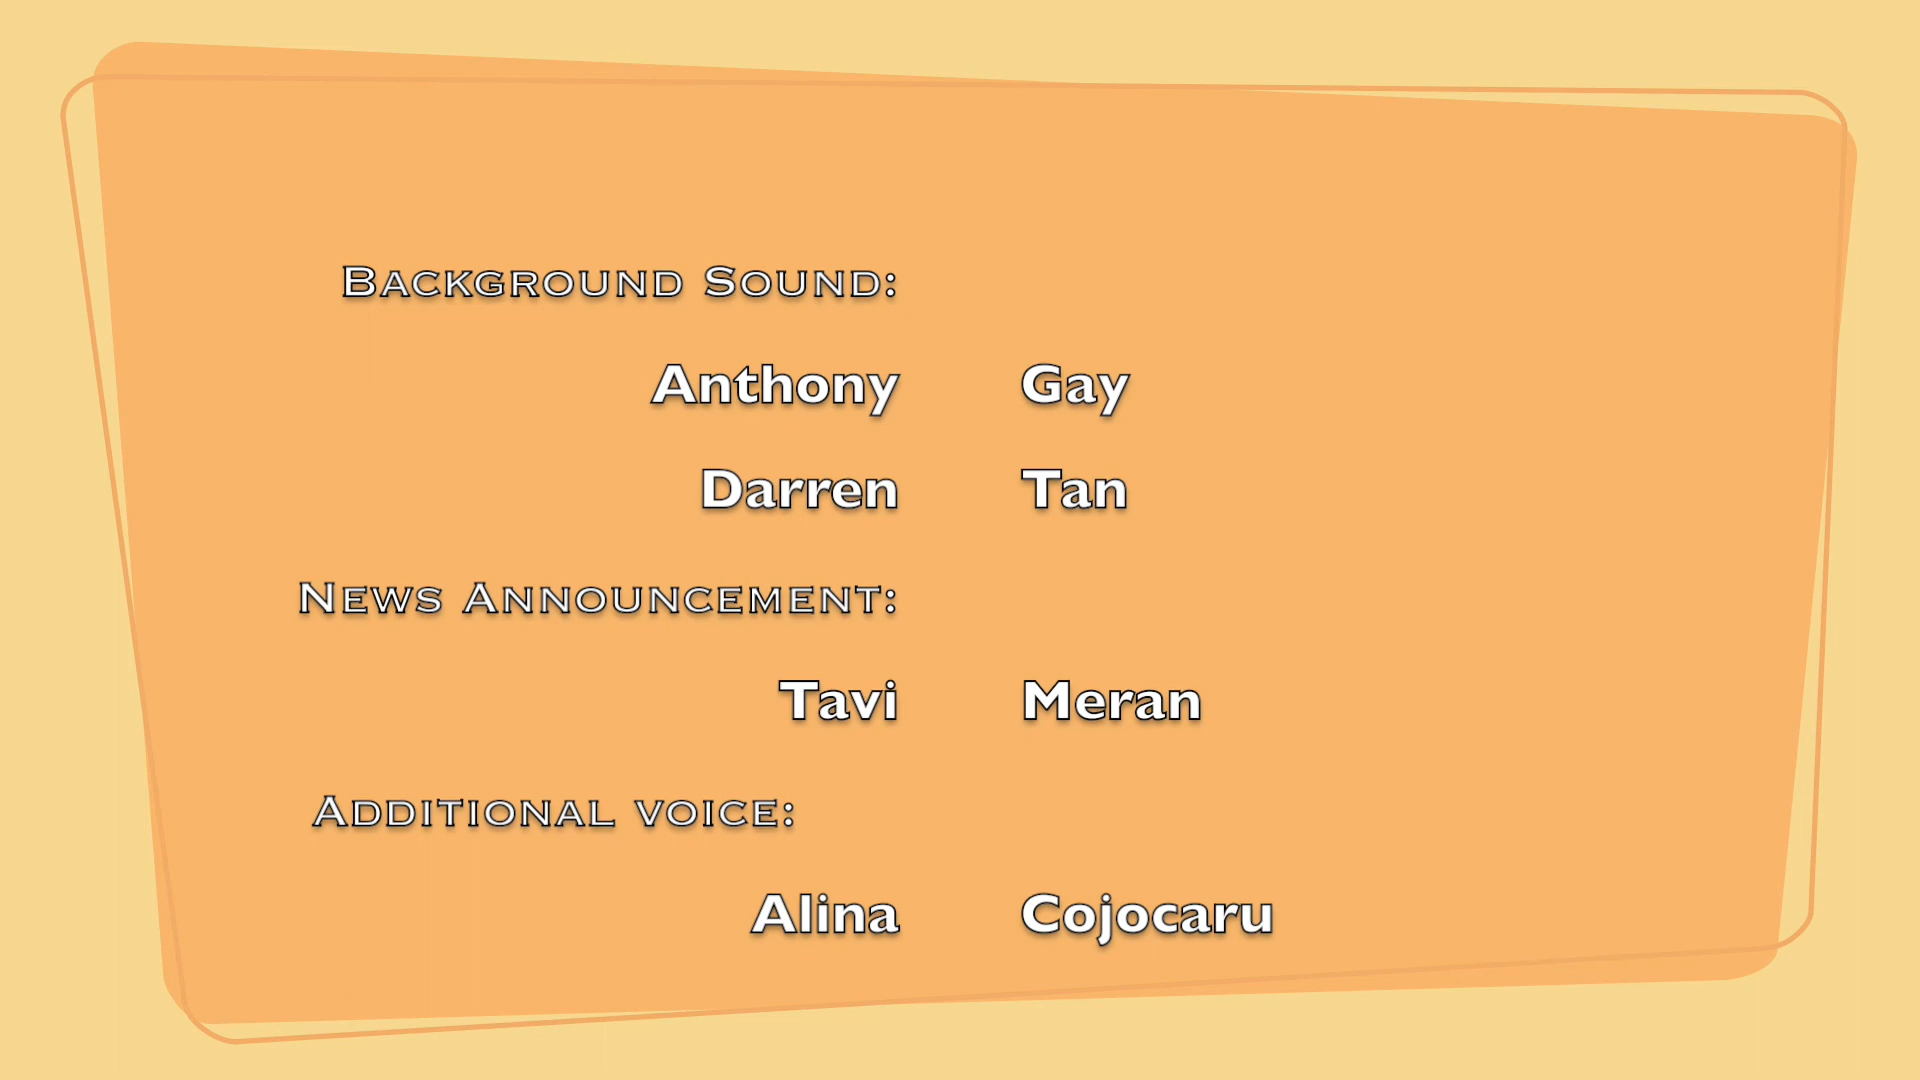 Background Sound:
Anthony Gay
Darren Tan
News Announcement:
Tavi Meran
Additional voice:
Alina Cojocaru